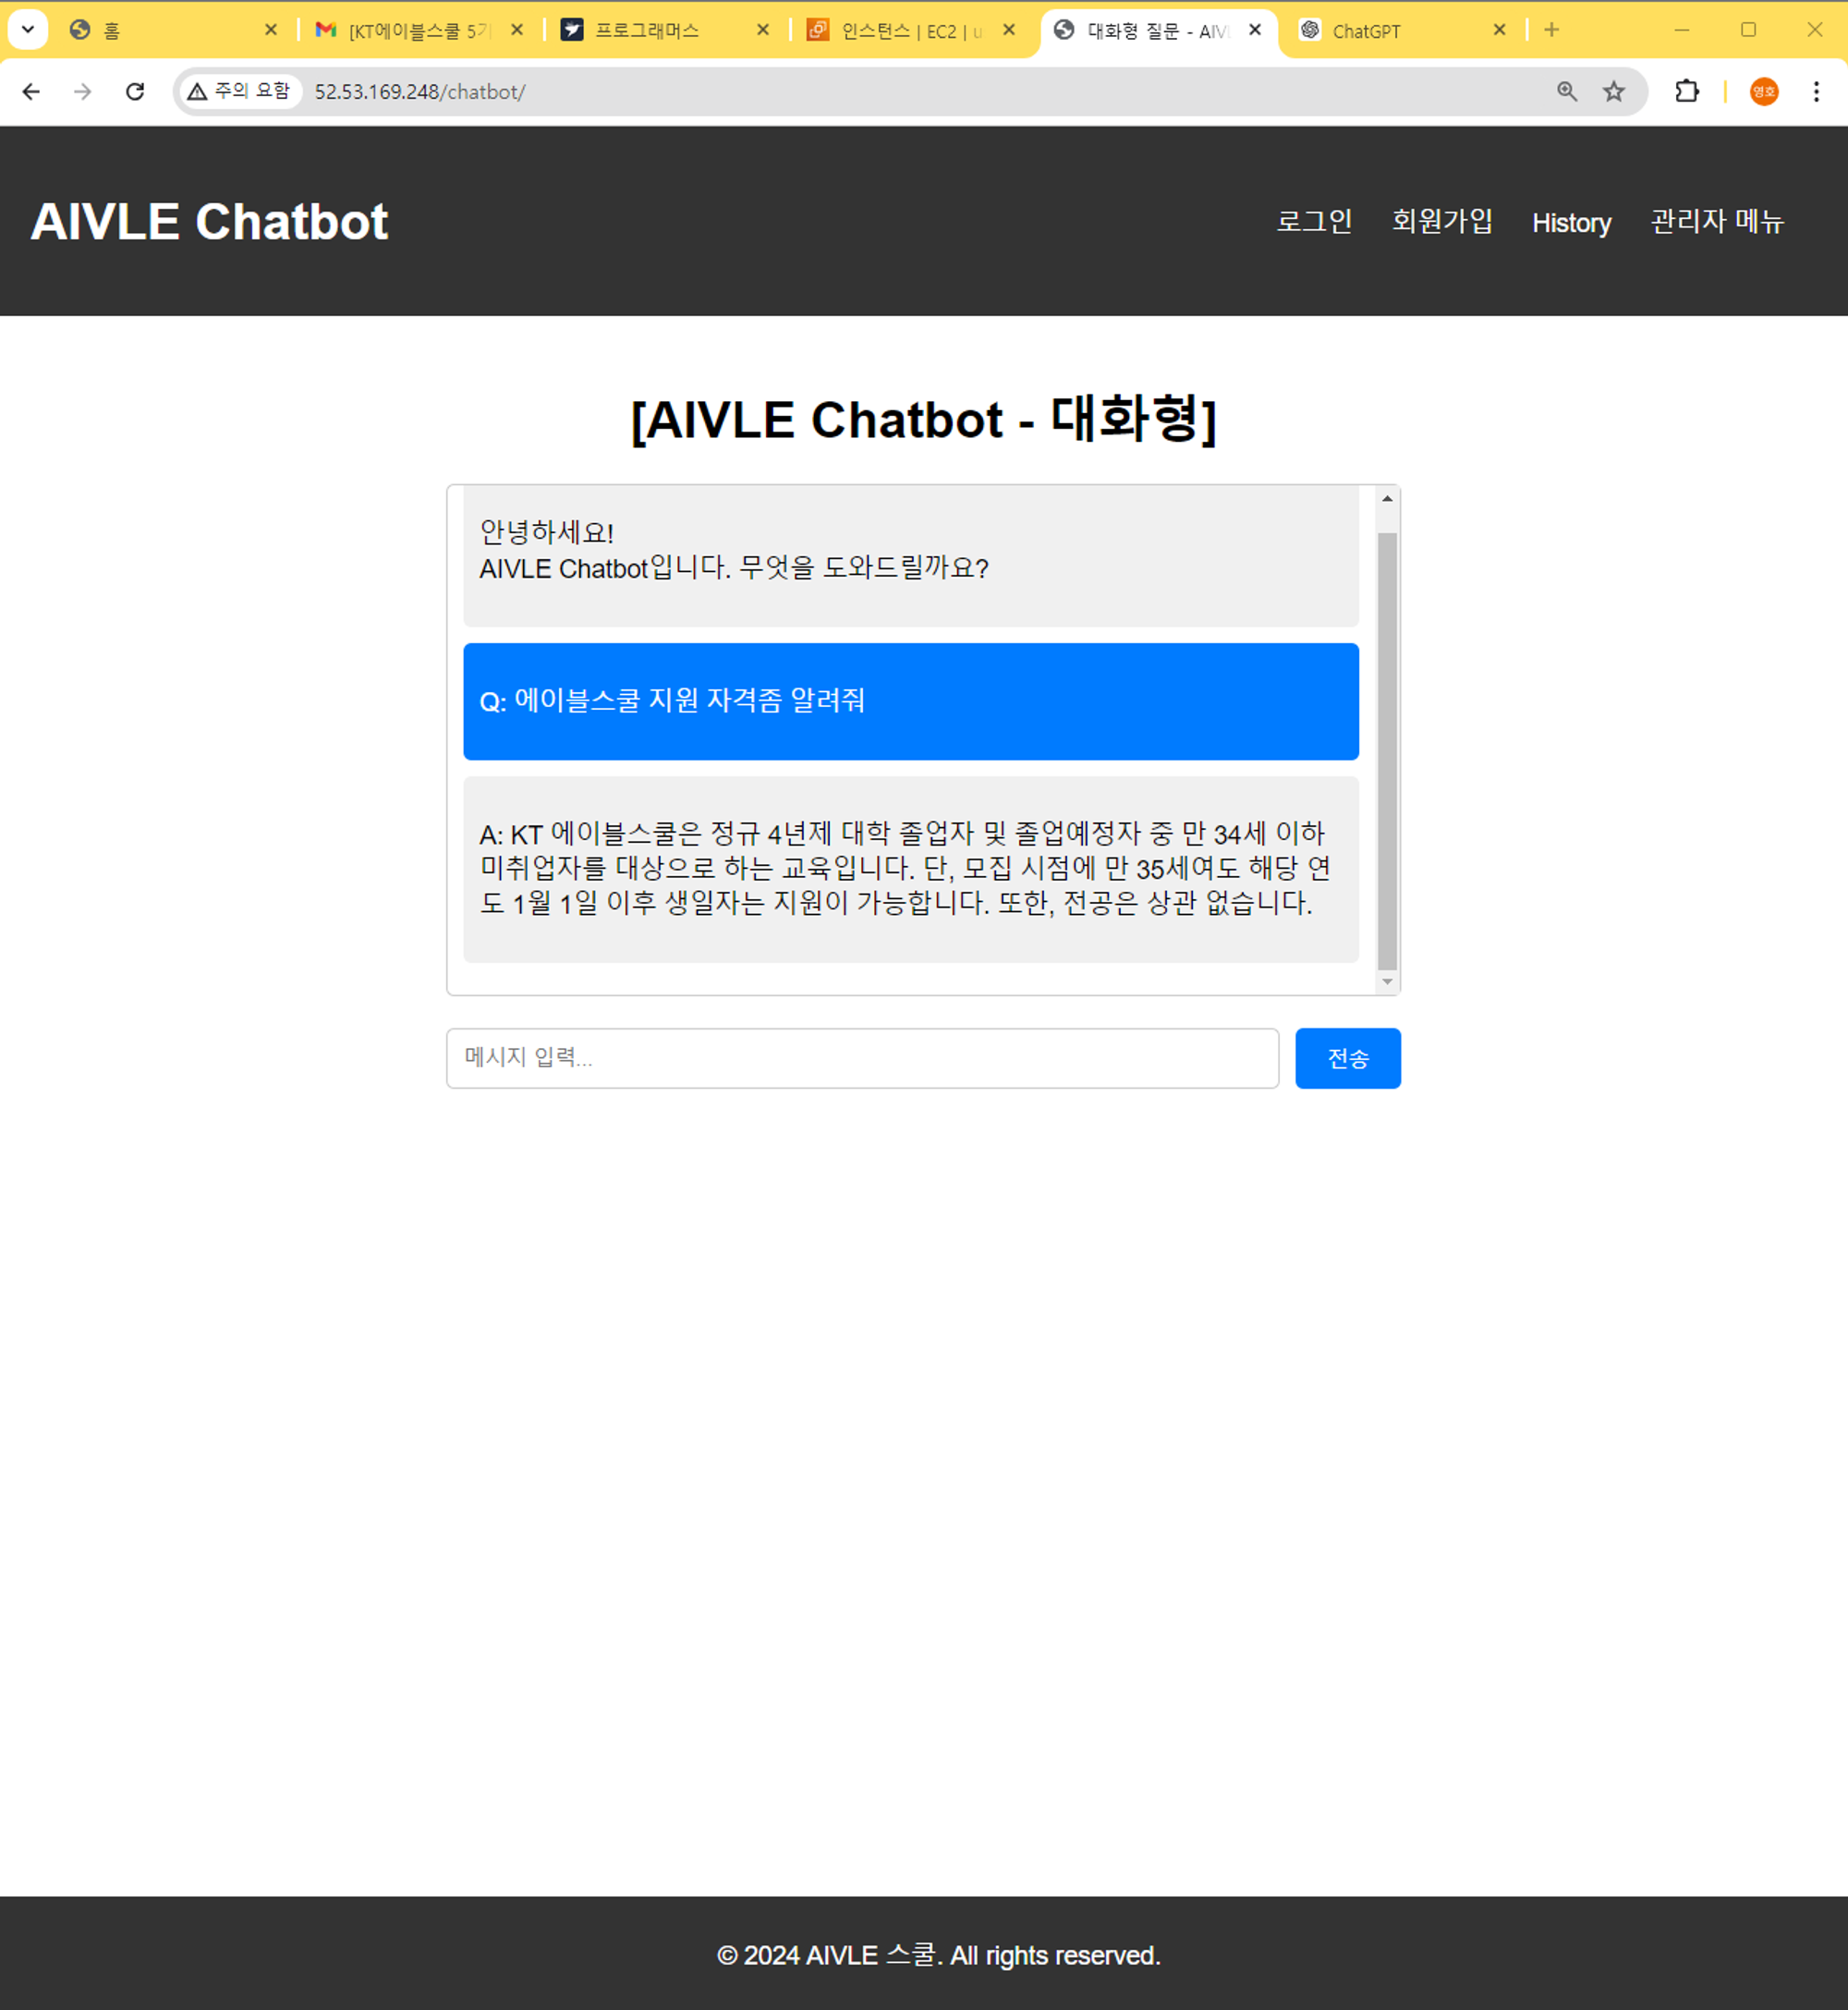 홈
[KT에이블스쿨 5기
프로그래머스
인스턴스 | EC2 | u
대화형 질문 - AIVL
ChatGPT
주의 요함
52.53.169.248/chatbot/
영호
AIVLE Chatbot
로그인
회원가입
History
관리자 메뉴
[AIVLE Chatbot - 대화형]
안녕하세요!
AIVLE Chatbot입니다. 무엇을 도와드릴까요?
Q: 에이블스쿨 지원 자격좀 알려줘
A: KT 에이블스쿨은 정규 4년제 대학 졸업자 및 졸업예정자 중 만 34세 이하
미취업자를 대상으로 하는 교육입니다. 단, 모집 시점에 만 35세여도 해당 연
도 1월 1일 이후 생일자는 지원이 가능합니다. 또한, 전공은 상관 없습니다.
메시지 입력...
전송
© 2024 AIVLE 스쿨. All rights reserved.